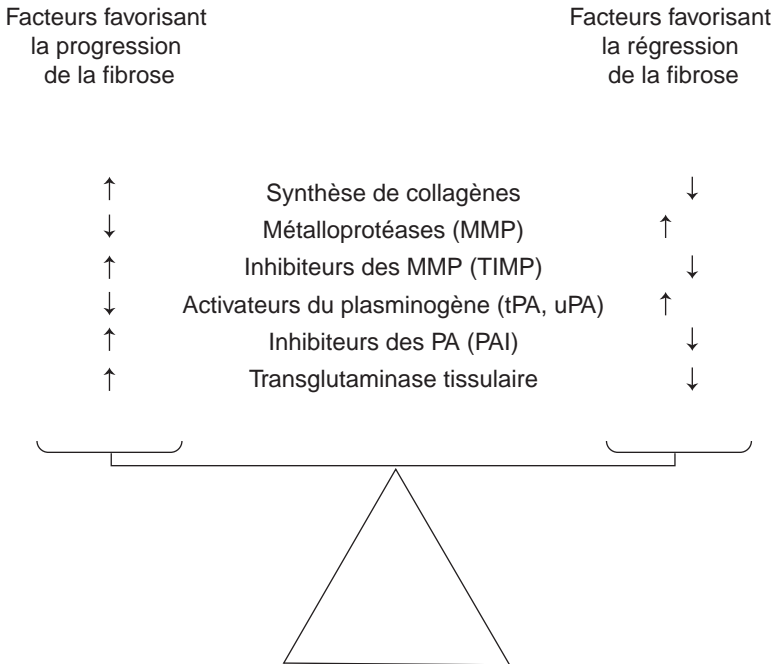 Facteurs favorisant
la progression
de la fibrose
Facteurs favorisant
la régression
de la fibrose
↑ Synthèse de collagènes ↓
↓ Métalloprotéases (MMP) ↑
↑ Inhibiteurs des MMP (TIMP) ↓
↓ Activateurs du plasminogène (tPA, uPA) ↑
↑ Inhibiteurs des PA (PAI) ↓
↑ Transglutaminase tissulaire ↓